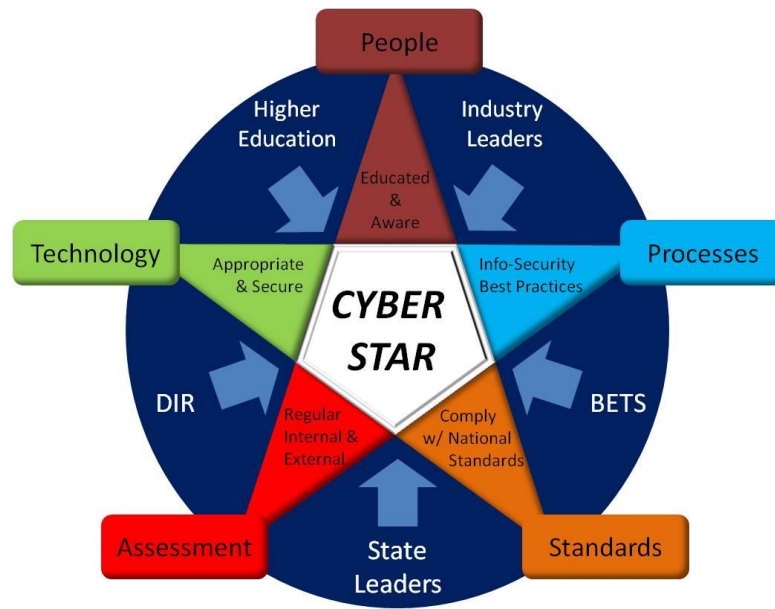 People
Higher
Education
Industry
Leaders
Educated
&
Aware
Technology
Appropriate
& Secure
Info-Security
Best Practices
Processes
CYBER
STAR
DIR
BETS
Regular
Internal &
External
Comply
w/ National
Standards
Assessment
State
Leaders
Standards